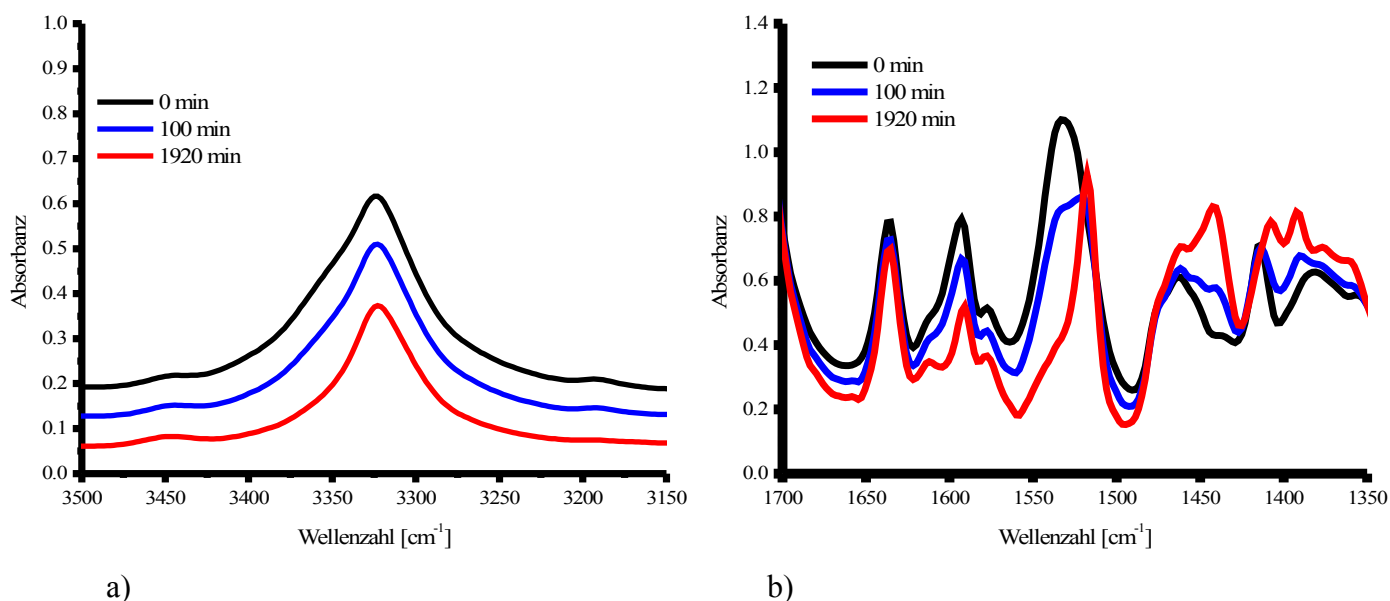 1.0
0.9
0.8
0.7
0.6
0.5
0.4
0.3
0.2
0.1
0.0
Absorbanz
0 min
100 min
1920 min
3500 3450 3400 3350 3300 3250 3200 3150
Wellenzahl [cm⁻¹]
a)
1.4
1.2
1.0
0.8
0.6
0.4
0.2
0.0
Absorbanz
0 min
100 min
1920 min
1700 1650 1600 1550 1500 1450 1400 1350
Wellenzahl [cm⁻¹]
b)